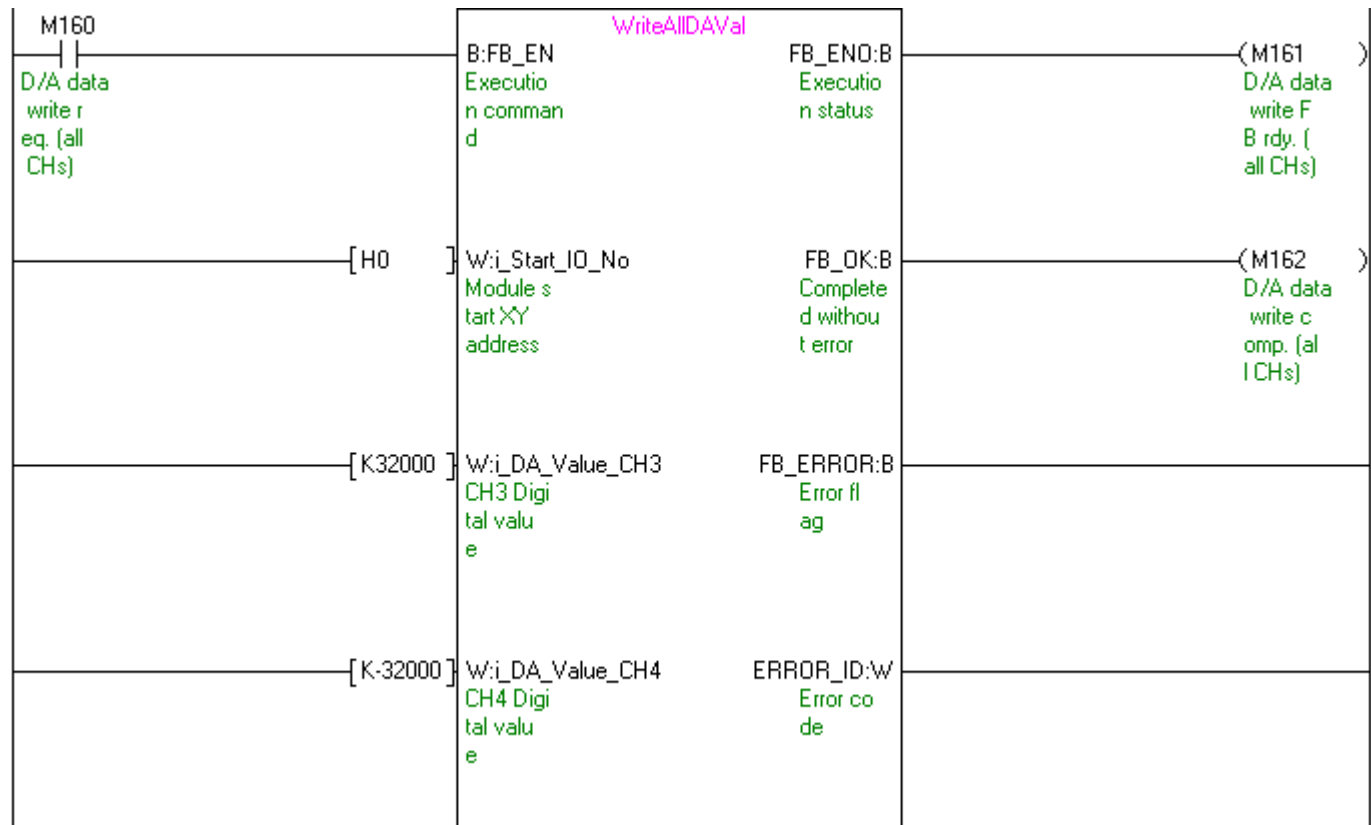 M160
WriteAllDAVal
B:FB_EN
FB_ENO:B
(M161 )
D/A data
write r
eq. (all
CHs)
Executio
n comman
d
Executio
n status
D/A data
write F
B rdy. (
all CHs)
[H0 ]
W:i_Start_IO_No
FB_OK:B
(M162 )
Module s
tart XY
address
Complete
d withou
t error
D/A data
write c
omp. (al
l CHs)
[K32000 ]
W:i_DA_Value_CH3
FB_ERROR:B
CH3 Digi
tal valu
e
Error fl
ag
[K-32000 ]
W:i_DA_Value_CH4
ERROR_ID:W
CH4 Digi
tal valu
e
Error co
de